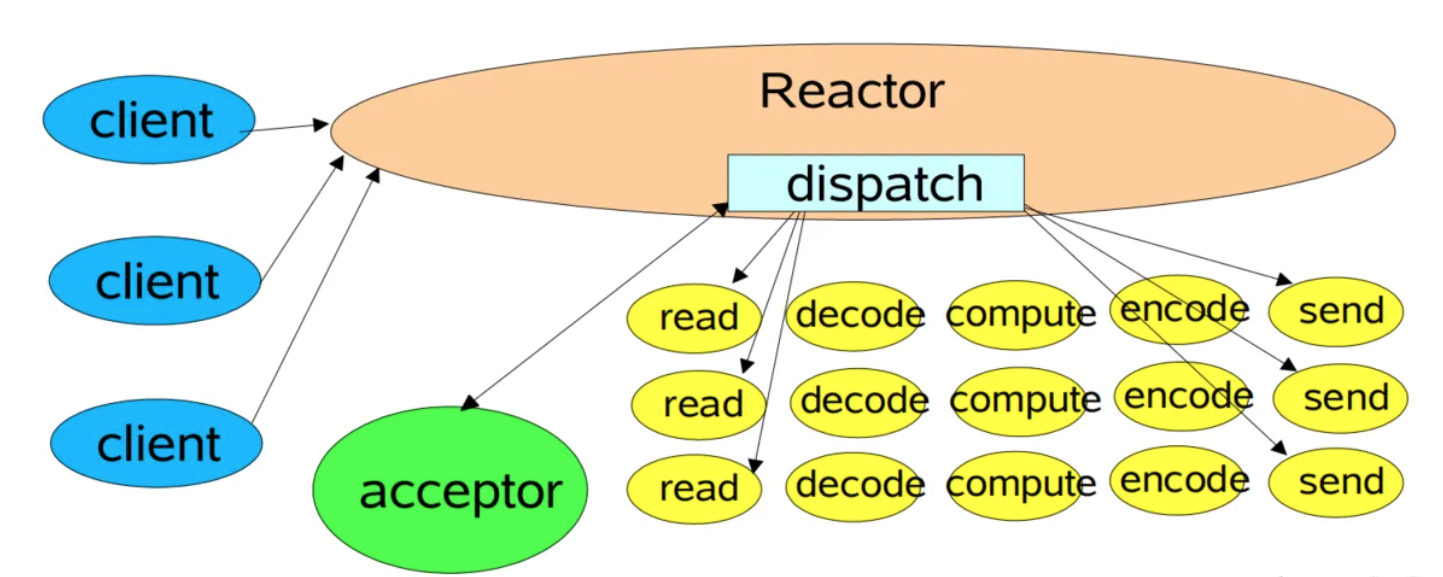 Reactor
client
dispatch
client
read decode compute encode send
client
read decode compute encode send
acceptor
read decode compute encode send